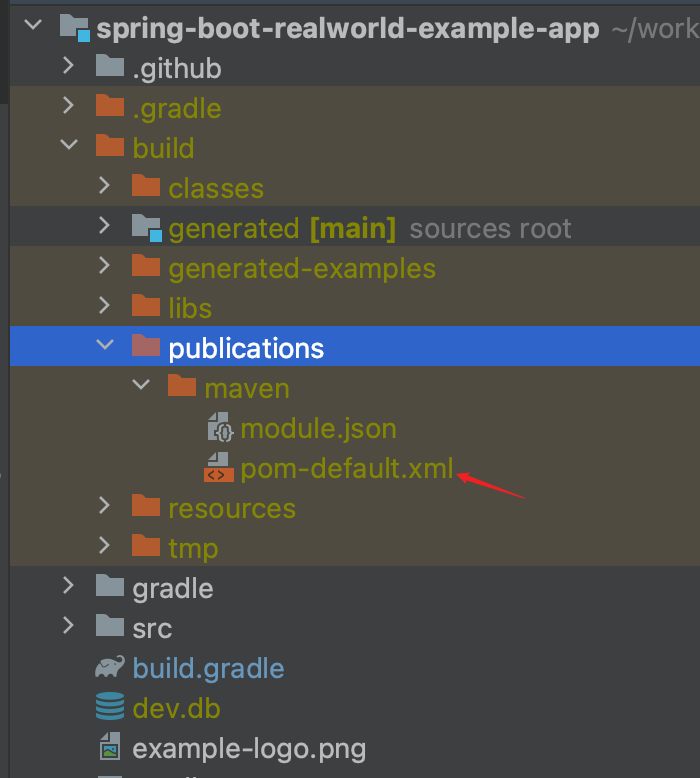 spring-boot-realworld-example-app ~/work
.github
.gradle
build
classes
generated [main] sources root
generated-examples
libs
publications
maven
module.json
pom-default.xml
resources
tmp
gradle
src
build.gradle
dev.db
example-logo.png